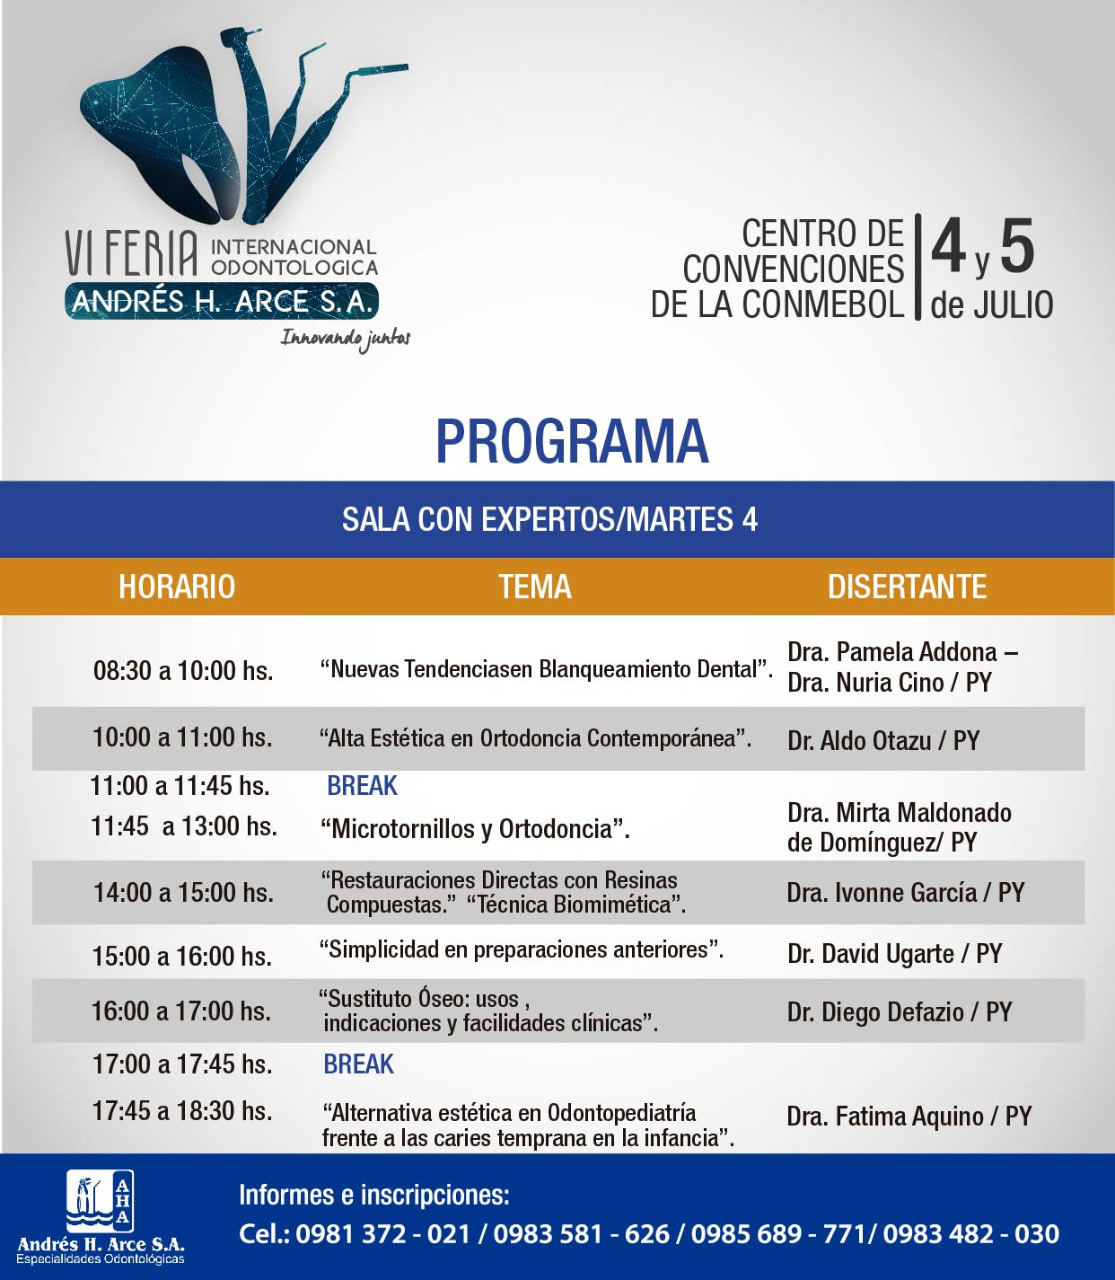 VI FERIA INTERNACIONAL
ODONTOLOGICA
ANDRÉS H. ARCE S.A.
Innovando juntos
CENTRO DE
CONVENCIONES
DE LA CONMEBOL
4 y 5
de JULIO
PROGRAMA
SALA CON EXPERTOS/MARTES 4
HORARIO TEMA DISERTANTE
08:30 a 10:00 hs. “Nuevas Tendenciasen Blanqueamiento Dental”. Dra. Pamela Addona –
Dra. Nuria Cino / PY
10:00 a 11:00 hs. “Alta Estética en Ortodoncia Contemporánea”. Dr. Aldo Otazu / PY
11:00 a 11:45 hs. BREAK
11:45 a 13:00 hs. “Microtornillos y Ortodoncia”. Dra. Mirta Maldonado
de Domínguez/ PY
14:00 a 15:00 hs. “Restauraciones Directas con Resinas
Compuestas.” “Técnica Biomimética”. Dra. Ivonne García / PY
15:00 a 16:00 hs. “Simplicidad en preparaciones anteriores”. Dr. David Ugarte / PY
16:00 a 17:00 hs. “Sustituto Óseo: usos ,
indicaciones y facilidades clínicas”. Dr. Diego Defazio / PY
17:00 a 17:45 hs. BREAK
17:45 a 18:30 hs. “Alternativa estética en Odontopediatría
frente a las caries temprana en la infancia”. Dra. Fatima Aquino / PY
AHA
Andrés H. Arce S.A.
Especialidades Odontológicas
Informes e inscripciones:
Cel.: 0981 372 - 021 / 0983 581 - 626 / 0985 689 - 771/ 0983 482 - 030